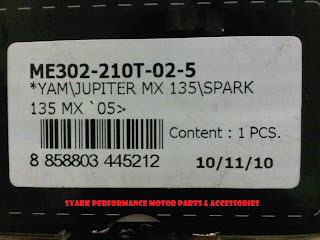 ME302-210T-02-5
*YAM\JUPITER MX 135\SPARK
135 MX `05>
Content : 1 PCS.
8 858803 445212
10/11/10
SYARK PERFORMANCE MOTOR PARTS & ACCESSORIES